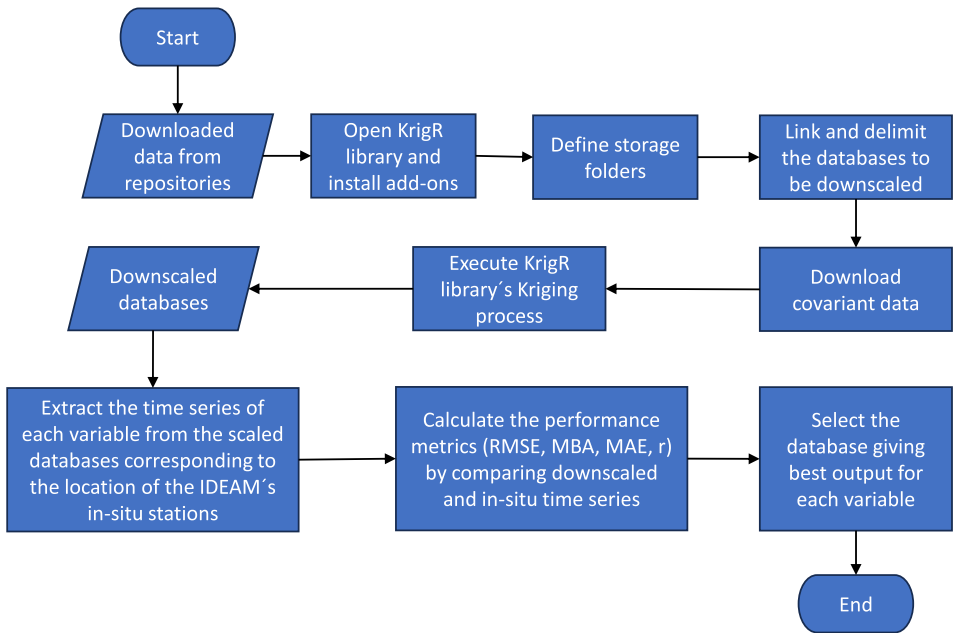 Start
Downloaded
data from
repositories
Open KrigR
library and
install add-ons
Define storage
folders
Link and delimit
the databases to
be downscaled
Download
covariant data
Execute KrigR
library´s Kriging
process
Downscaled
databases
Extract the time series of
each variable from the scaled
databases corresponding to
the location of the IDEAM´s
in-situ stations
Calculate the performance
metrics (RMSE, MBA, MAE, r)
by comparing downscaled
and in-situ time series
Select the
database giving
best output for
each variable
End